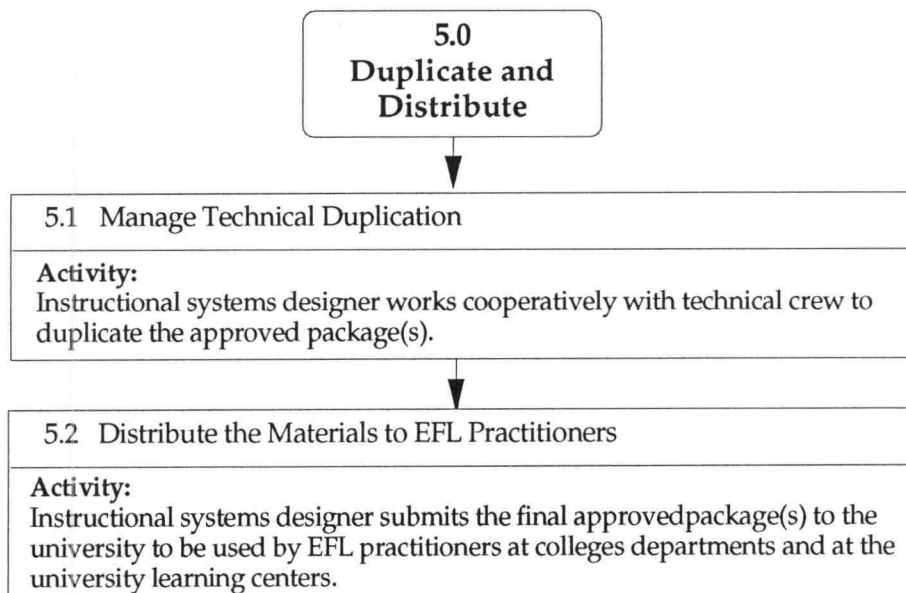 5.0
Duplicate and
Distribute
5.1 Manage Technical Duplication
Activity:
Instructional systems designer works cooperatively with technical crew to
duplicate the approved package(s).
5.2 Distribute the Materials to EFL Practitioners
Activity:
Instructional systems designer submits the final approvedpackage(s) to the
university to be used by EFL practitioners at colleges departments and at the
university learning centers.